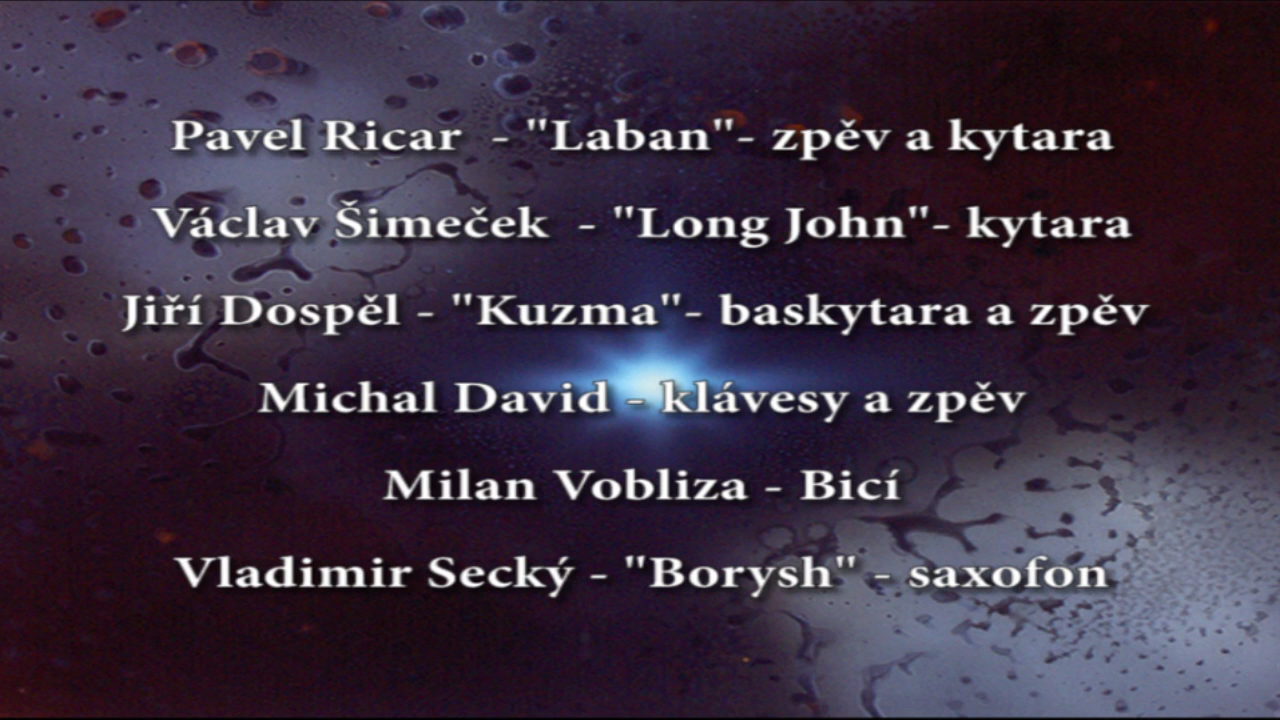 Pavel Ricar - "Laban"- zpěv a kytara
Václav Šimeček - "Long John"- kytara
Jiří Dospěl - "Kuzma"- baskytara a zpěv
Michal David - klávesy a zpěv
Milan Vobliza - Bicí
Vladimir Secký - "Borysh" - saxofon